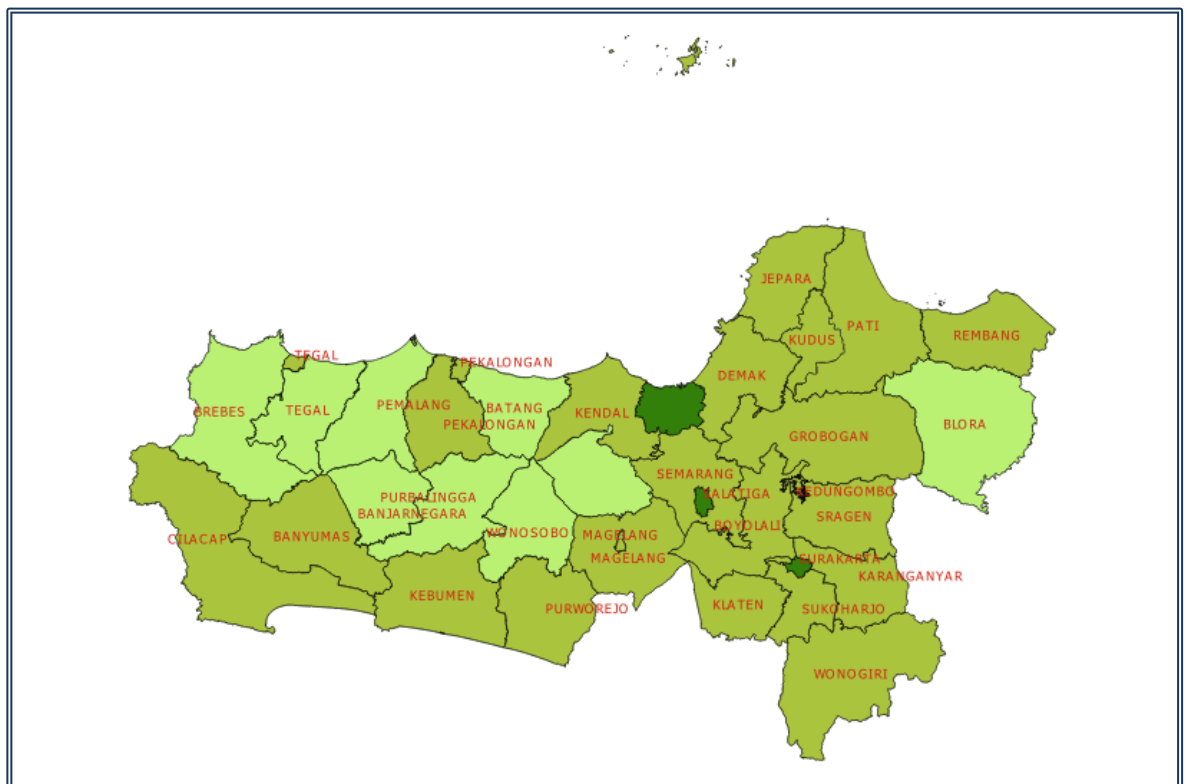 JEPARA
PATI
REMBANG
KUDUS
TEGAL
PEKALONGAN
DEMAK
BREBES
TEGAL
PEMALANG
BATANG
KENDAL
PEKALONGAN
BLORA
GROBOGAN
SEMARANG
SALATIGA
KEDUNGOMBO
PURBALINGGA
BANJARNEGARA
SRAGEN
BOYOLALI
CILACAP
BANYUMAS
WONOSOBO
MAGELANG
MAGELANG
SURAKARTA
KARANGANYAR
KEBUMEN
PURWOREJO
KLATEN
SUKOHARJO
WONOGIRI